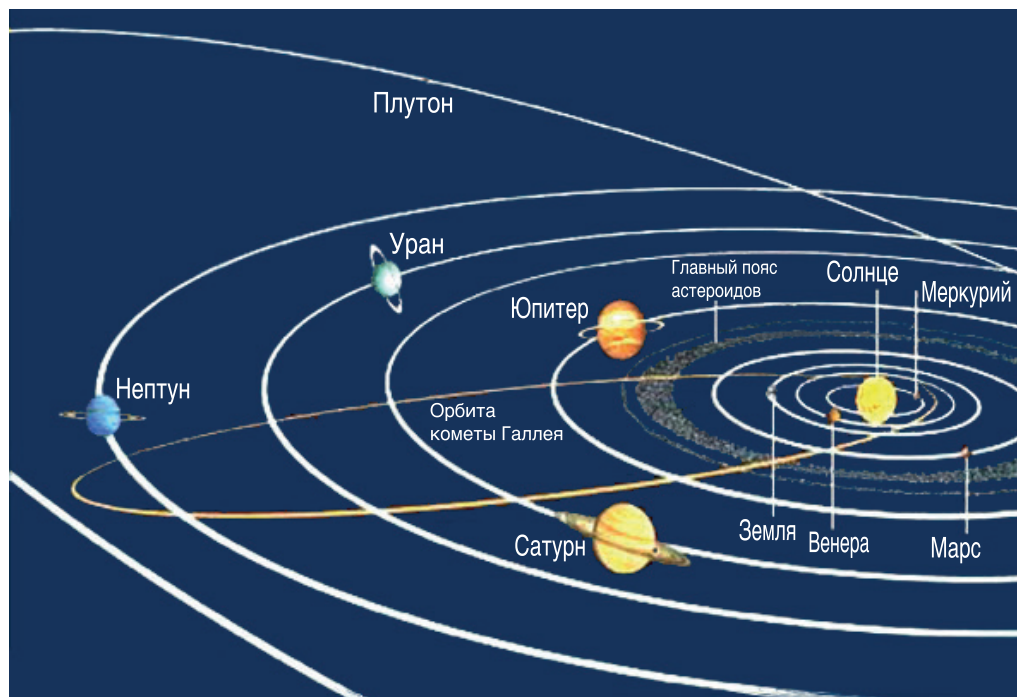 Плутон
Уран
Главный пояс
астероидов
Солнце
Меркурий
Юпитер
Нептун
Орбита
кометы Галлея
Сатурн
Земля
Венера
Марс